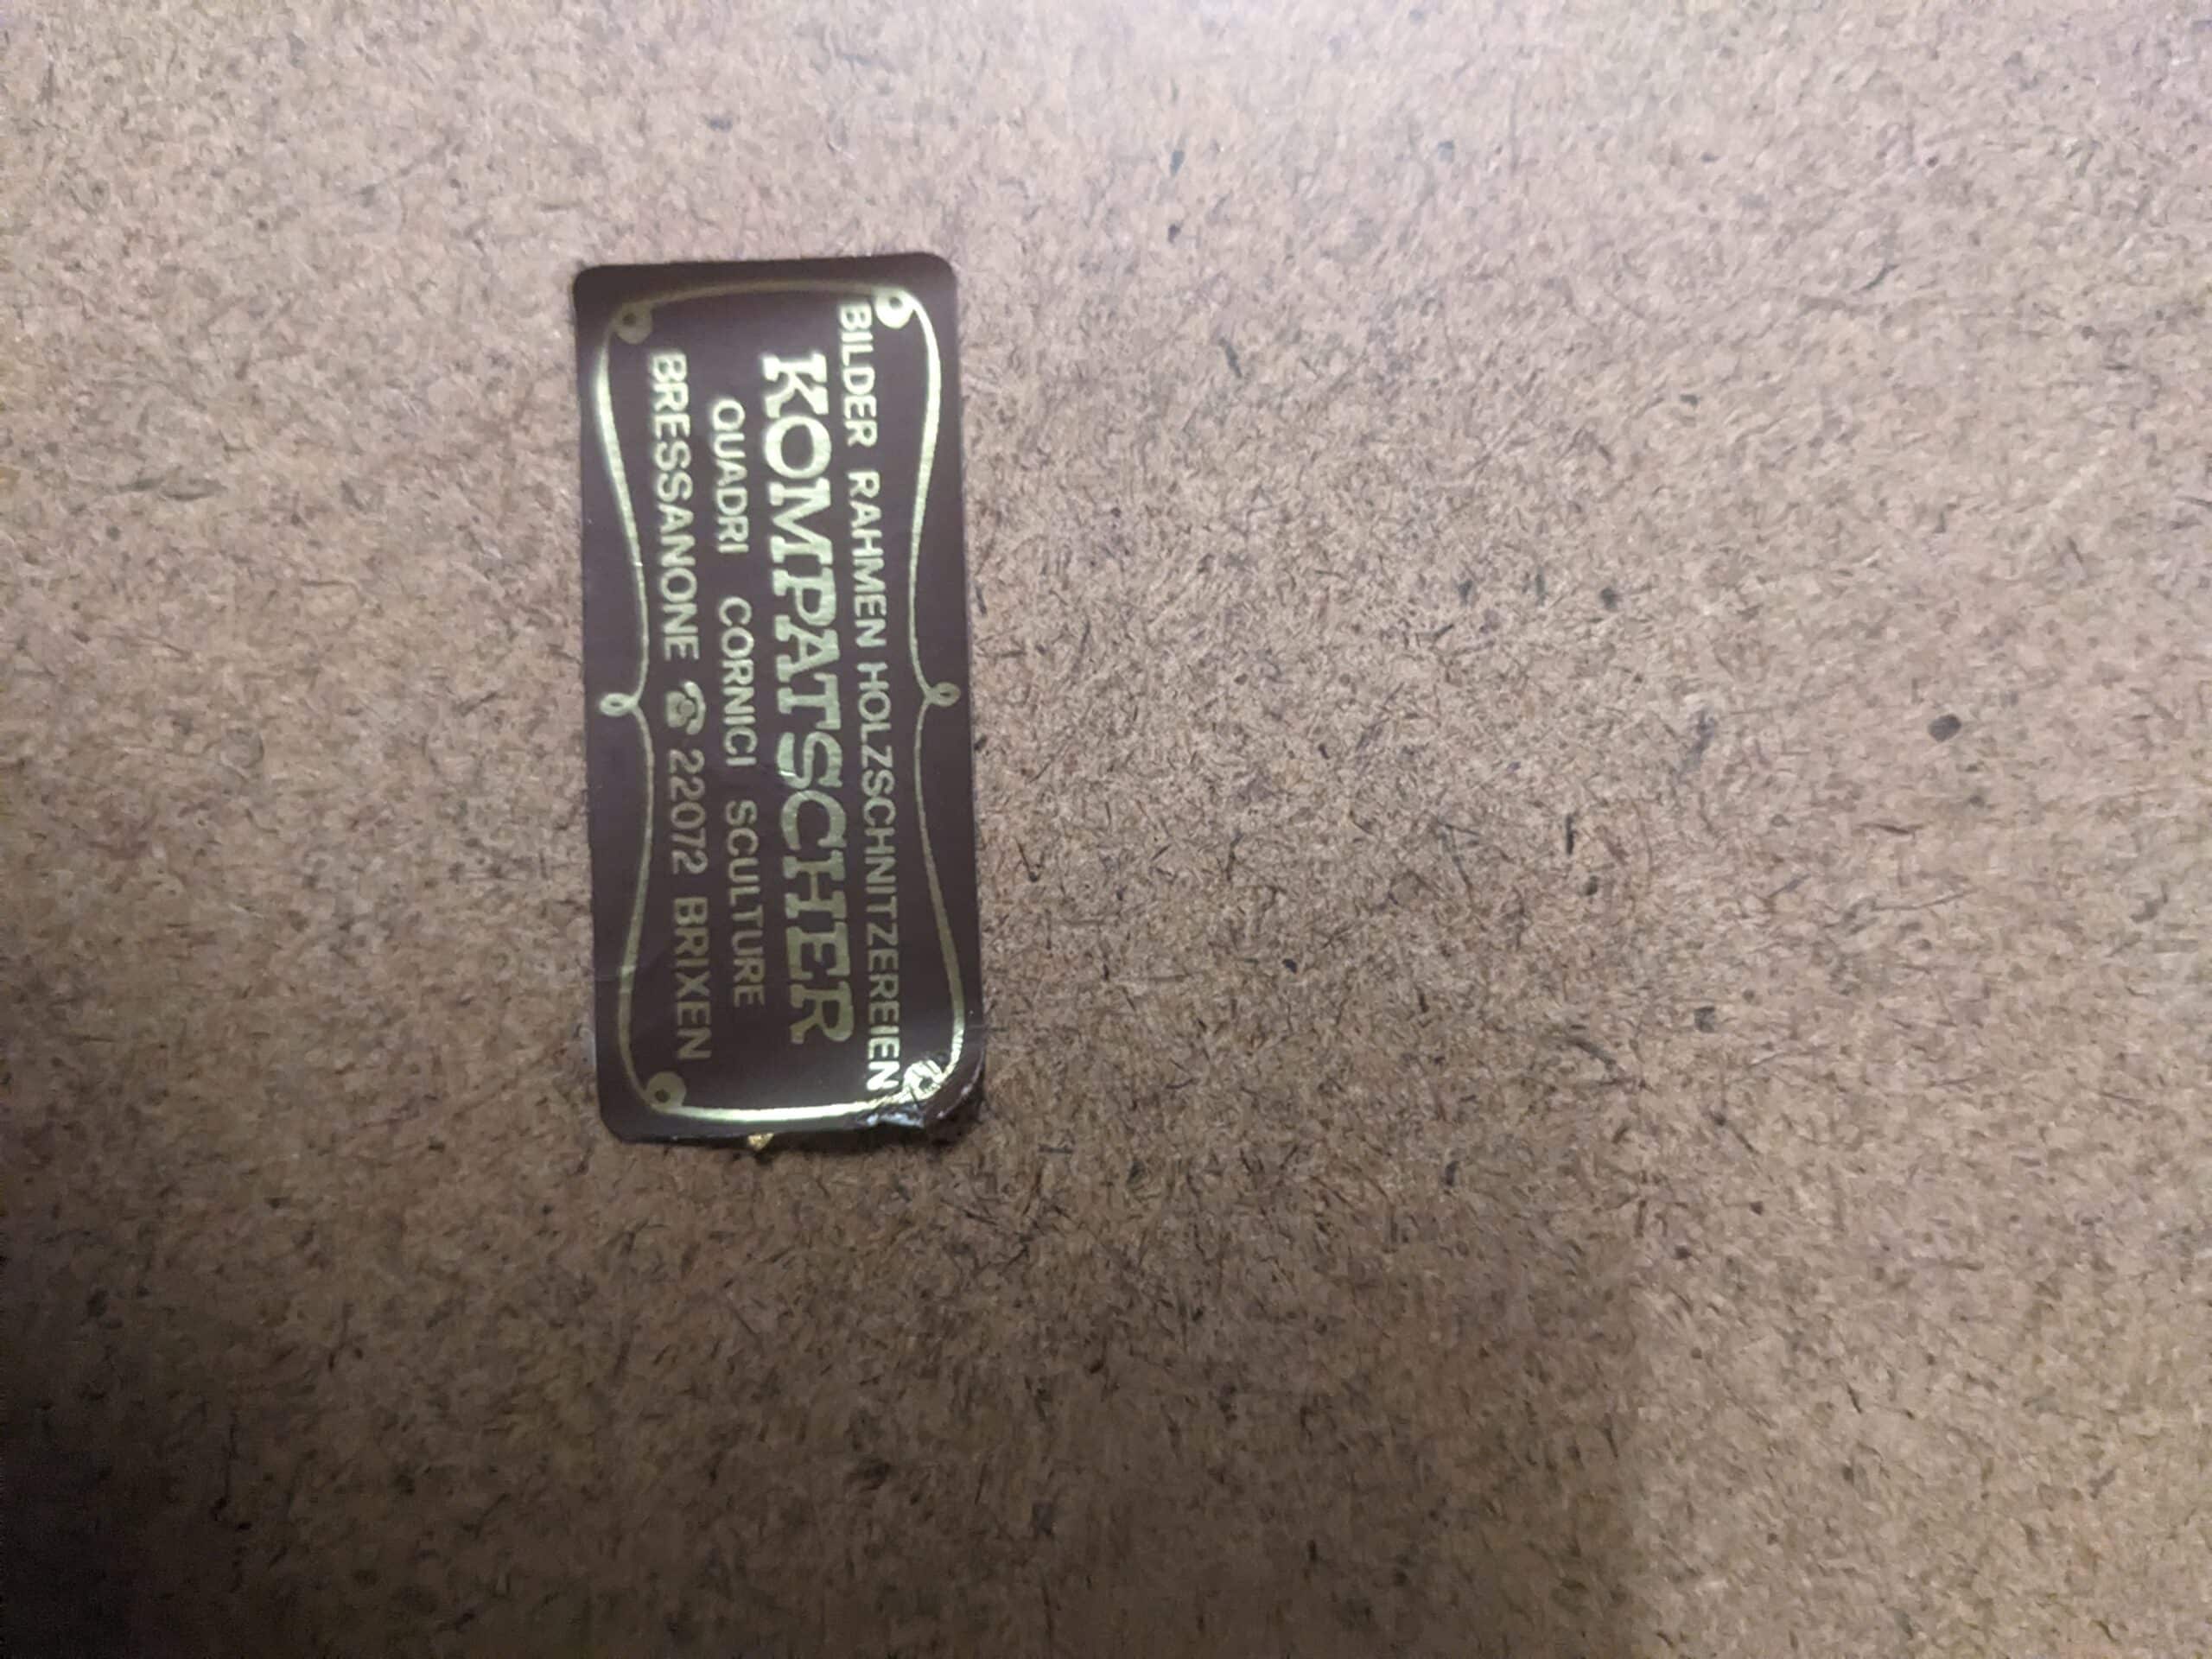 BILDER RAHMEN HOLZSCHNITZEREIEN
KOMPATSCHER
QUADRI CORNICI SCULTURE
BRESSANONE ☎ 22072 BRIXEN